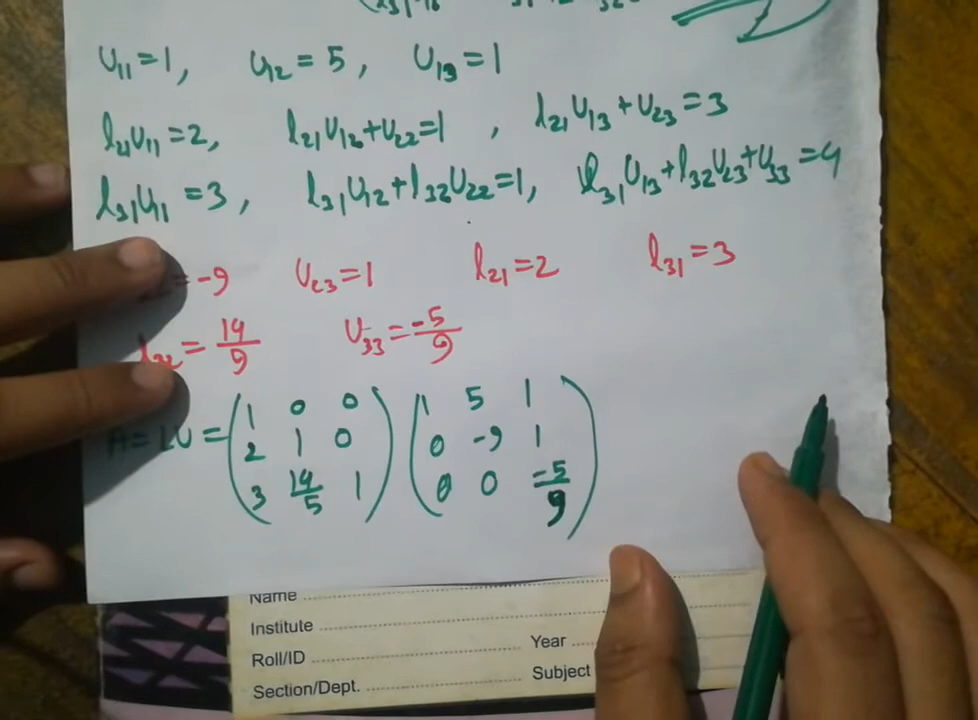 U₁₁=1, U₁₂=5, U₁₃=1
l₂₁U₁₁=2, l₂₁U₁₂+U₂₂=1, l₂₁U₁₃+U₂₃=3
l₃₁U₁₁=3, l₃₁U₁₂+l₃₂U₂₂=1, l₃₁U₁₃+l₃₂U₂₃+U₃₃=4
=-9 U₂₃=1 l₂₁=2 l₃₁=3
=14/9 U₃₃=-5/9
A=LU=(1 0 0) (1 5 1)
2 1 0 0 -9 1
3 14/5 1 0 0 -5/9
Name
Institute
Roll/ID Year
Section/Dept. Subject